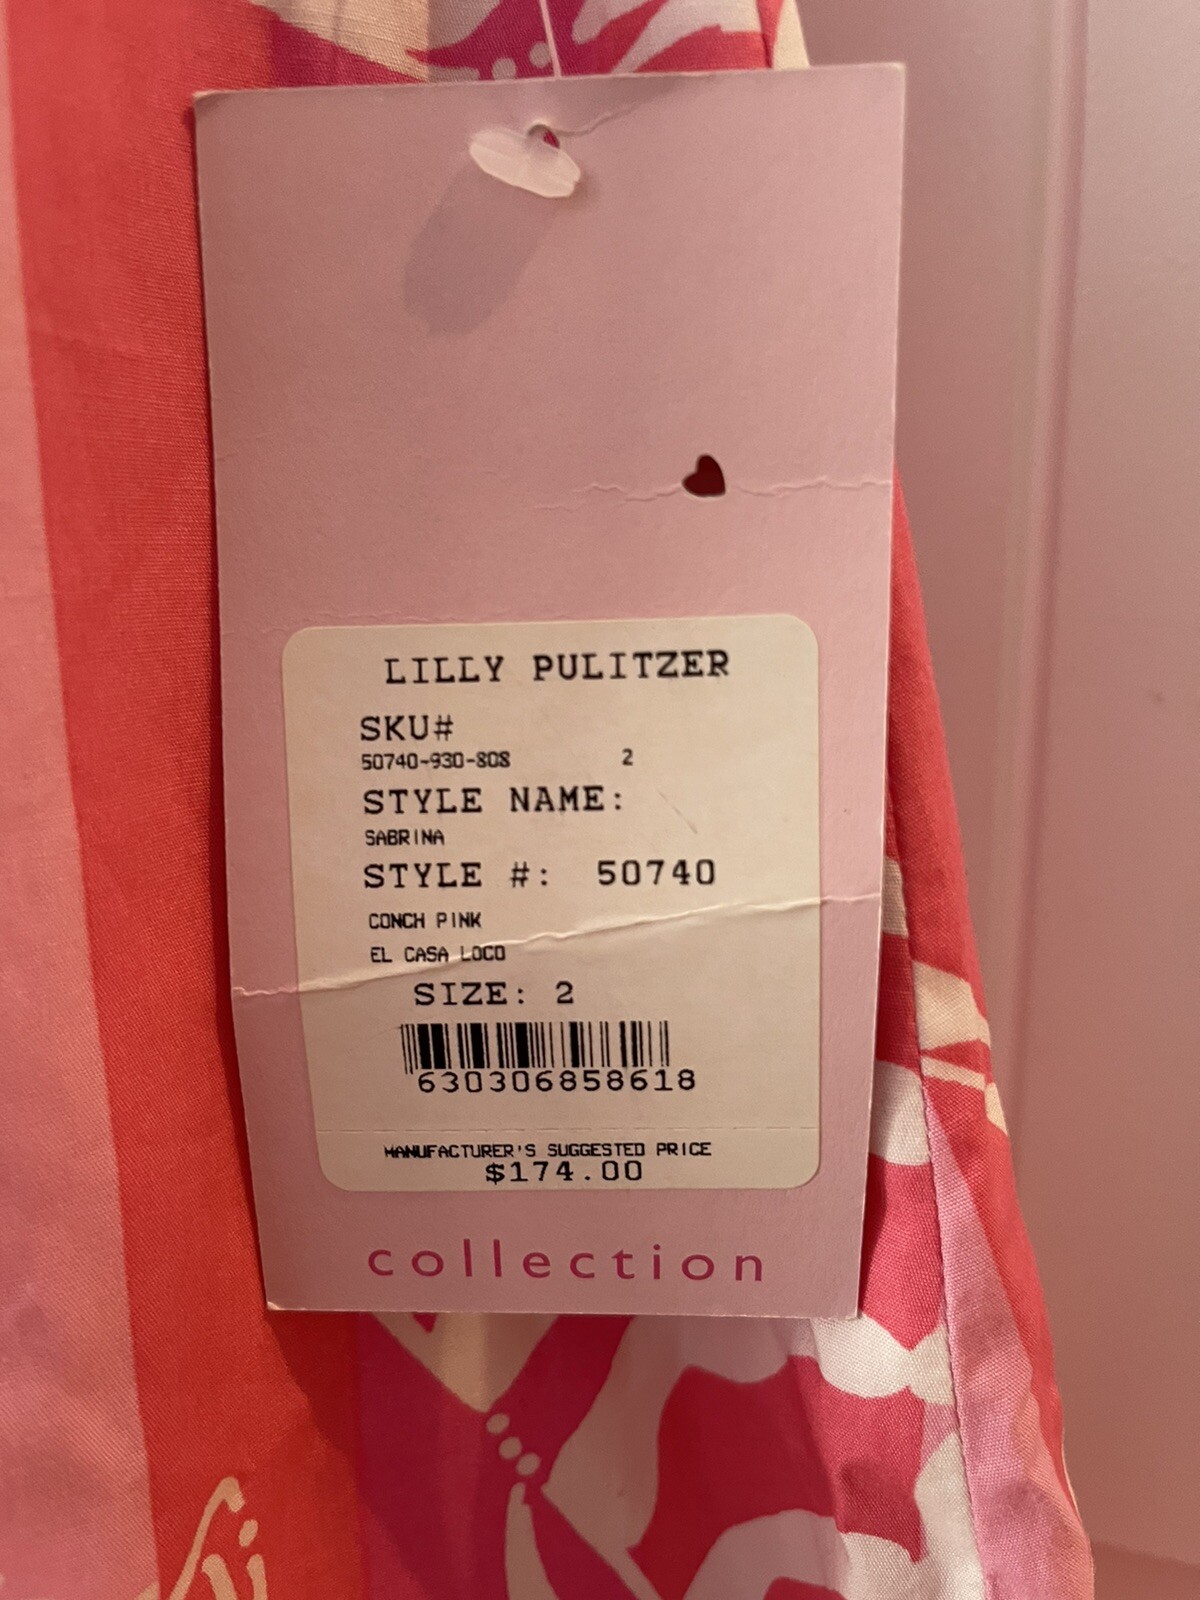 LILLY PULITZER
SKU#
50740-930-808 2
STYLE NAME:
SABRINA
STYLE #: 50740
CONCH PINK
EL CASA LOCO
SIZE: 2
630306858618
MANUFACTURER'S SUGGESTED PRICE
$174.00
collection